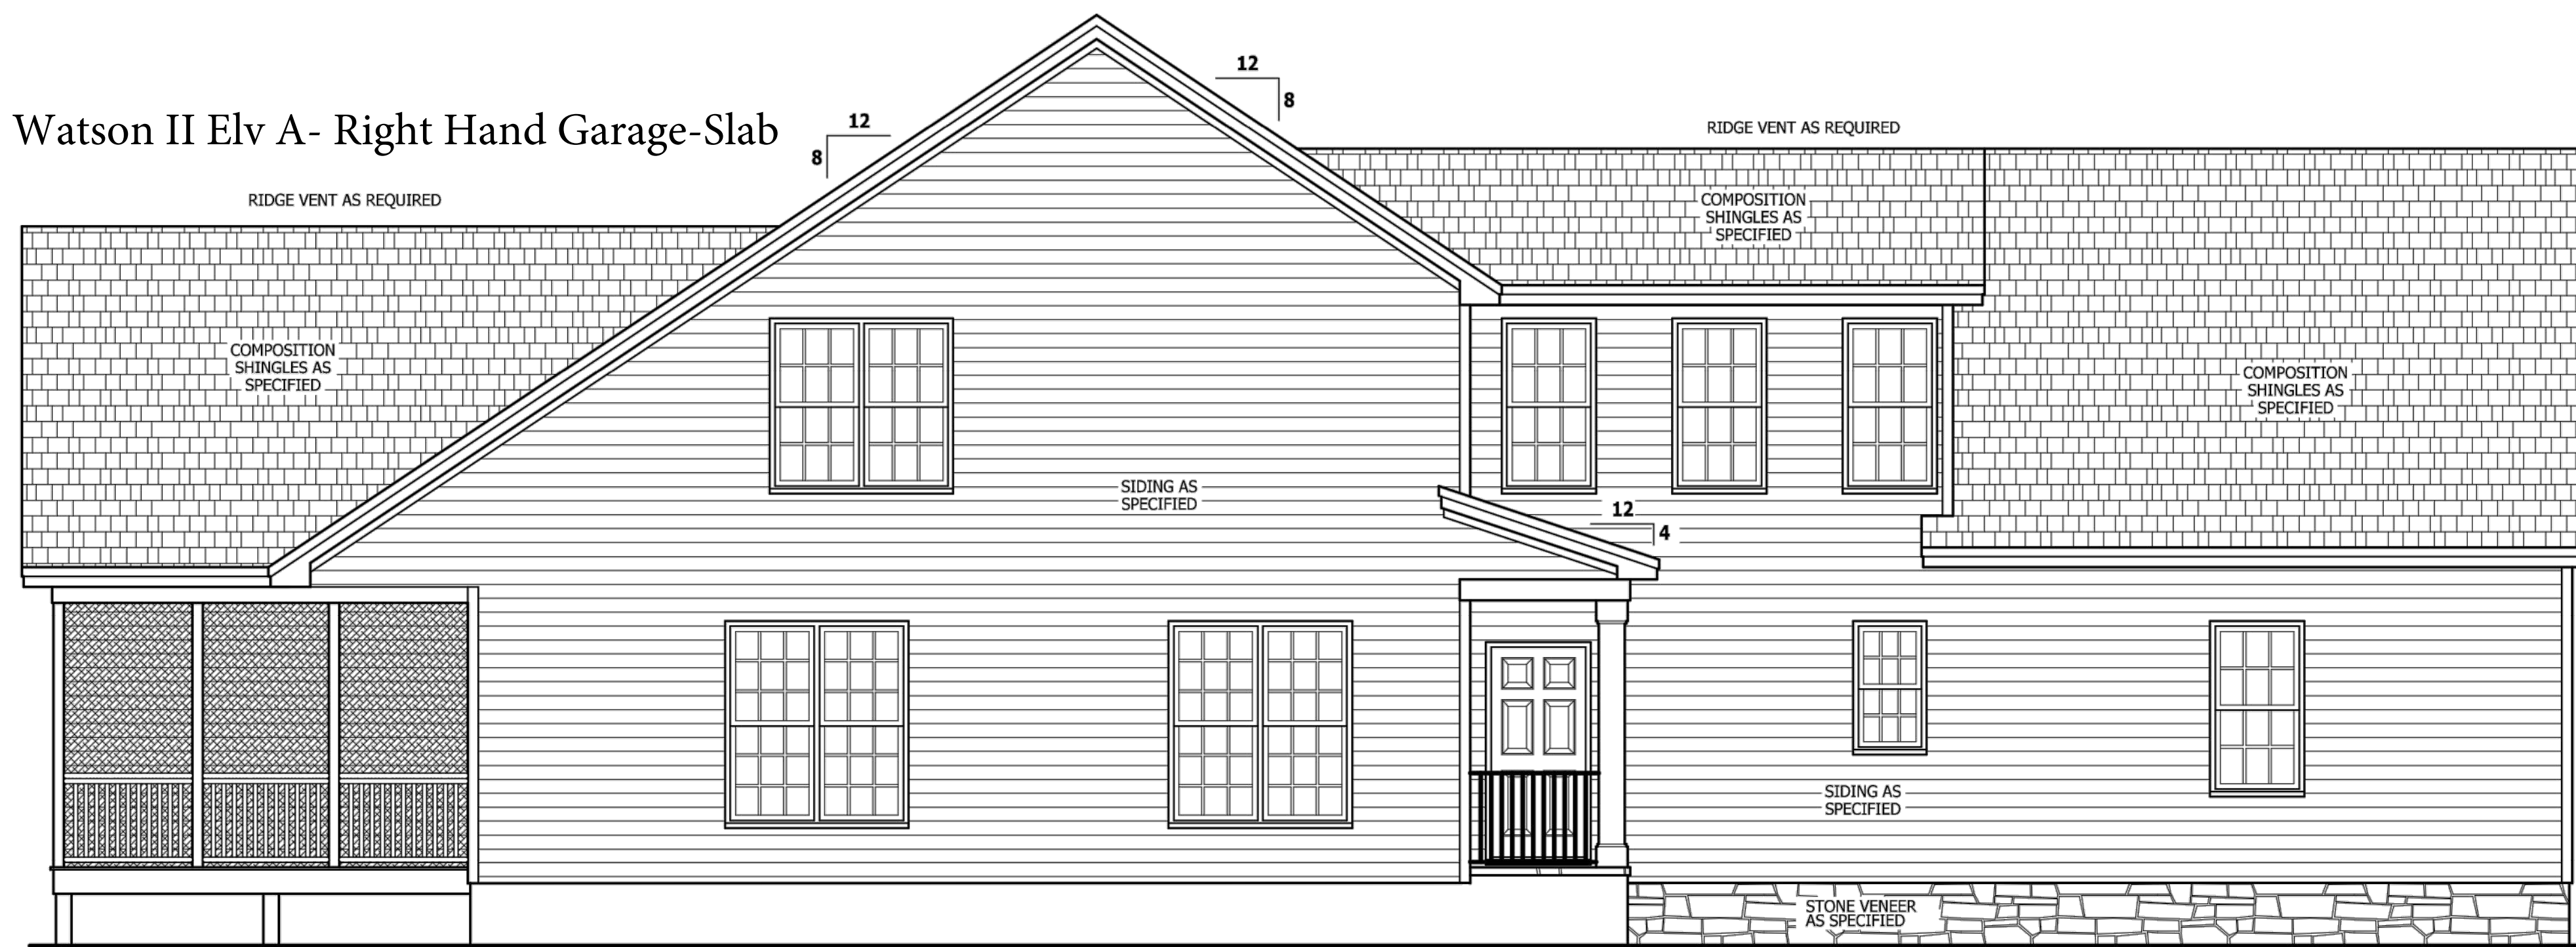 Watson II Elv A- Right Hand Garage-Slab
12
8
12
8
RIDGE VENT AS REQUIRED
RIDGE VENT AS REQUIRED
COMPOSITION
SHINGLES AS
SPECIFIED
COMPOSITION
SHINGLES AS
SPECIFIED
COMPOSITION
SHINGLES AS
SPECIFIED
SIDING AS
SPECIFIED
12
4
SIDING AS
SPECIFIED
STONE VENEER
AS SPECIFIED